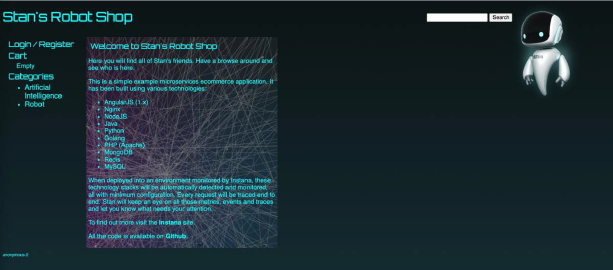 Stan's Robot Shop
Search
Login / Register
Cart
Empty
Categories
Artificial
Intelligence
Robot
Welcome to Stan's Robot Shop
Here you will find all of Stan's friends. Have a browse around and
see who is here.
This is a simple example microservices ecommerce application. It
has been built using various technologies:
AngularJS (1.x)
Nginx
NodeJS
Java
Python
Golang
PHP (Apache)
MongoDB
Redis
MySQL
When deployed into an environment monitored by Instana, these
technology stacks will be automatically detected and monitored,
all with minimum configuration. Every request will be traced end to
end. Stan will keep an eye on all those metrics, events and traces
and let you know what needs your attention.
To find out more visit the Instana site.
All the code is available on Github.